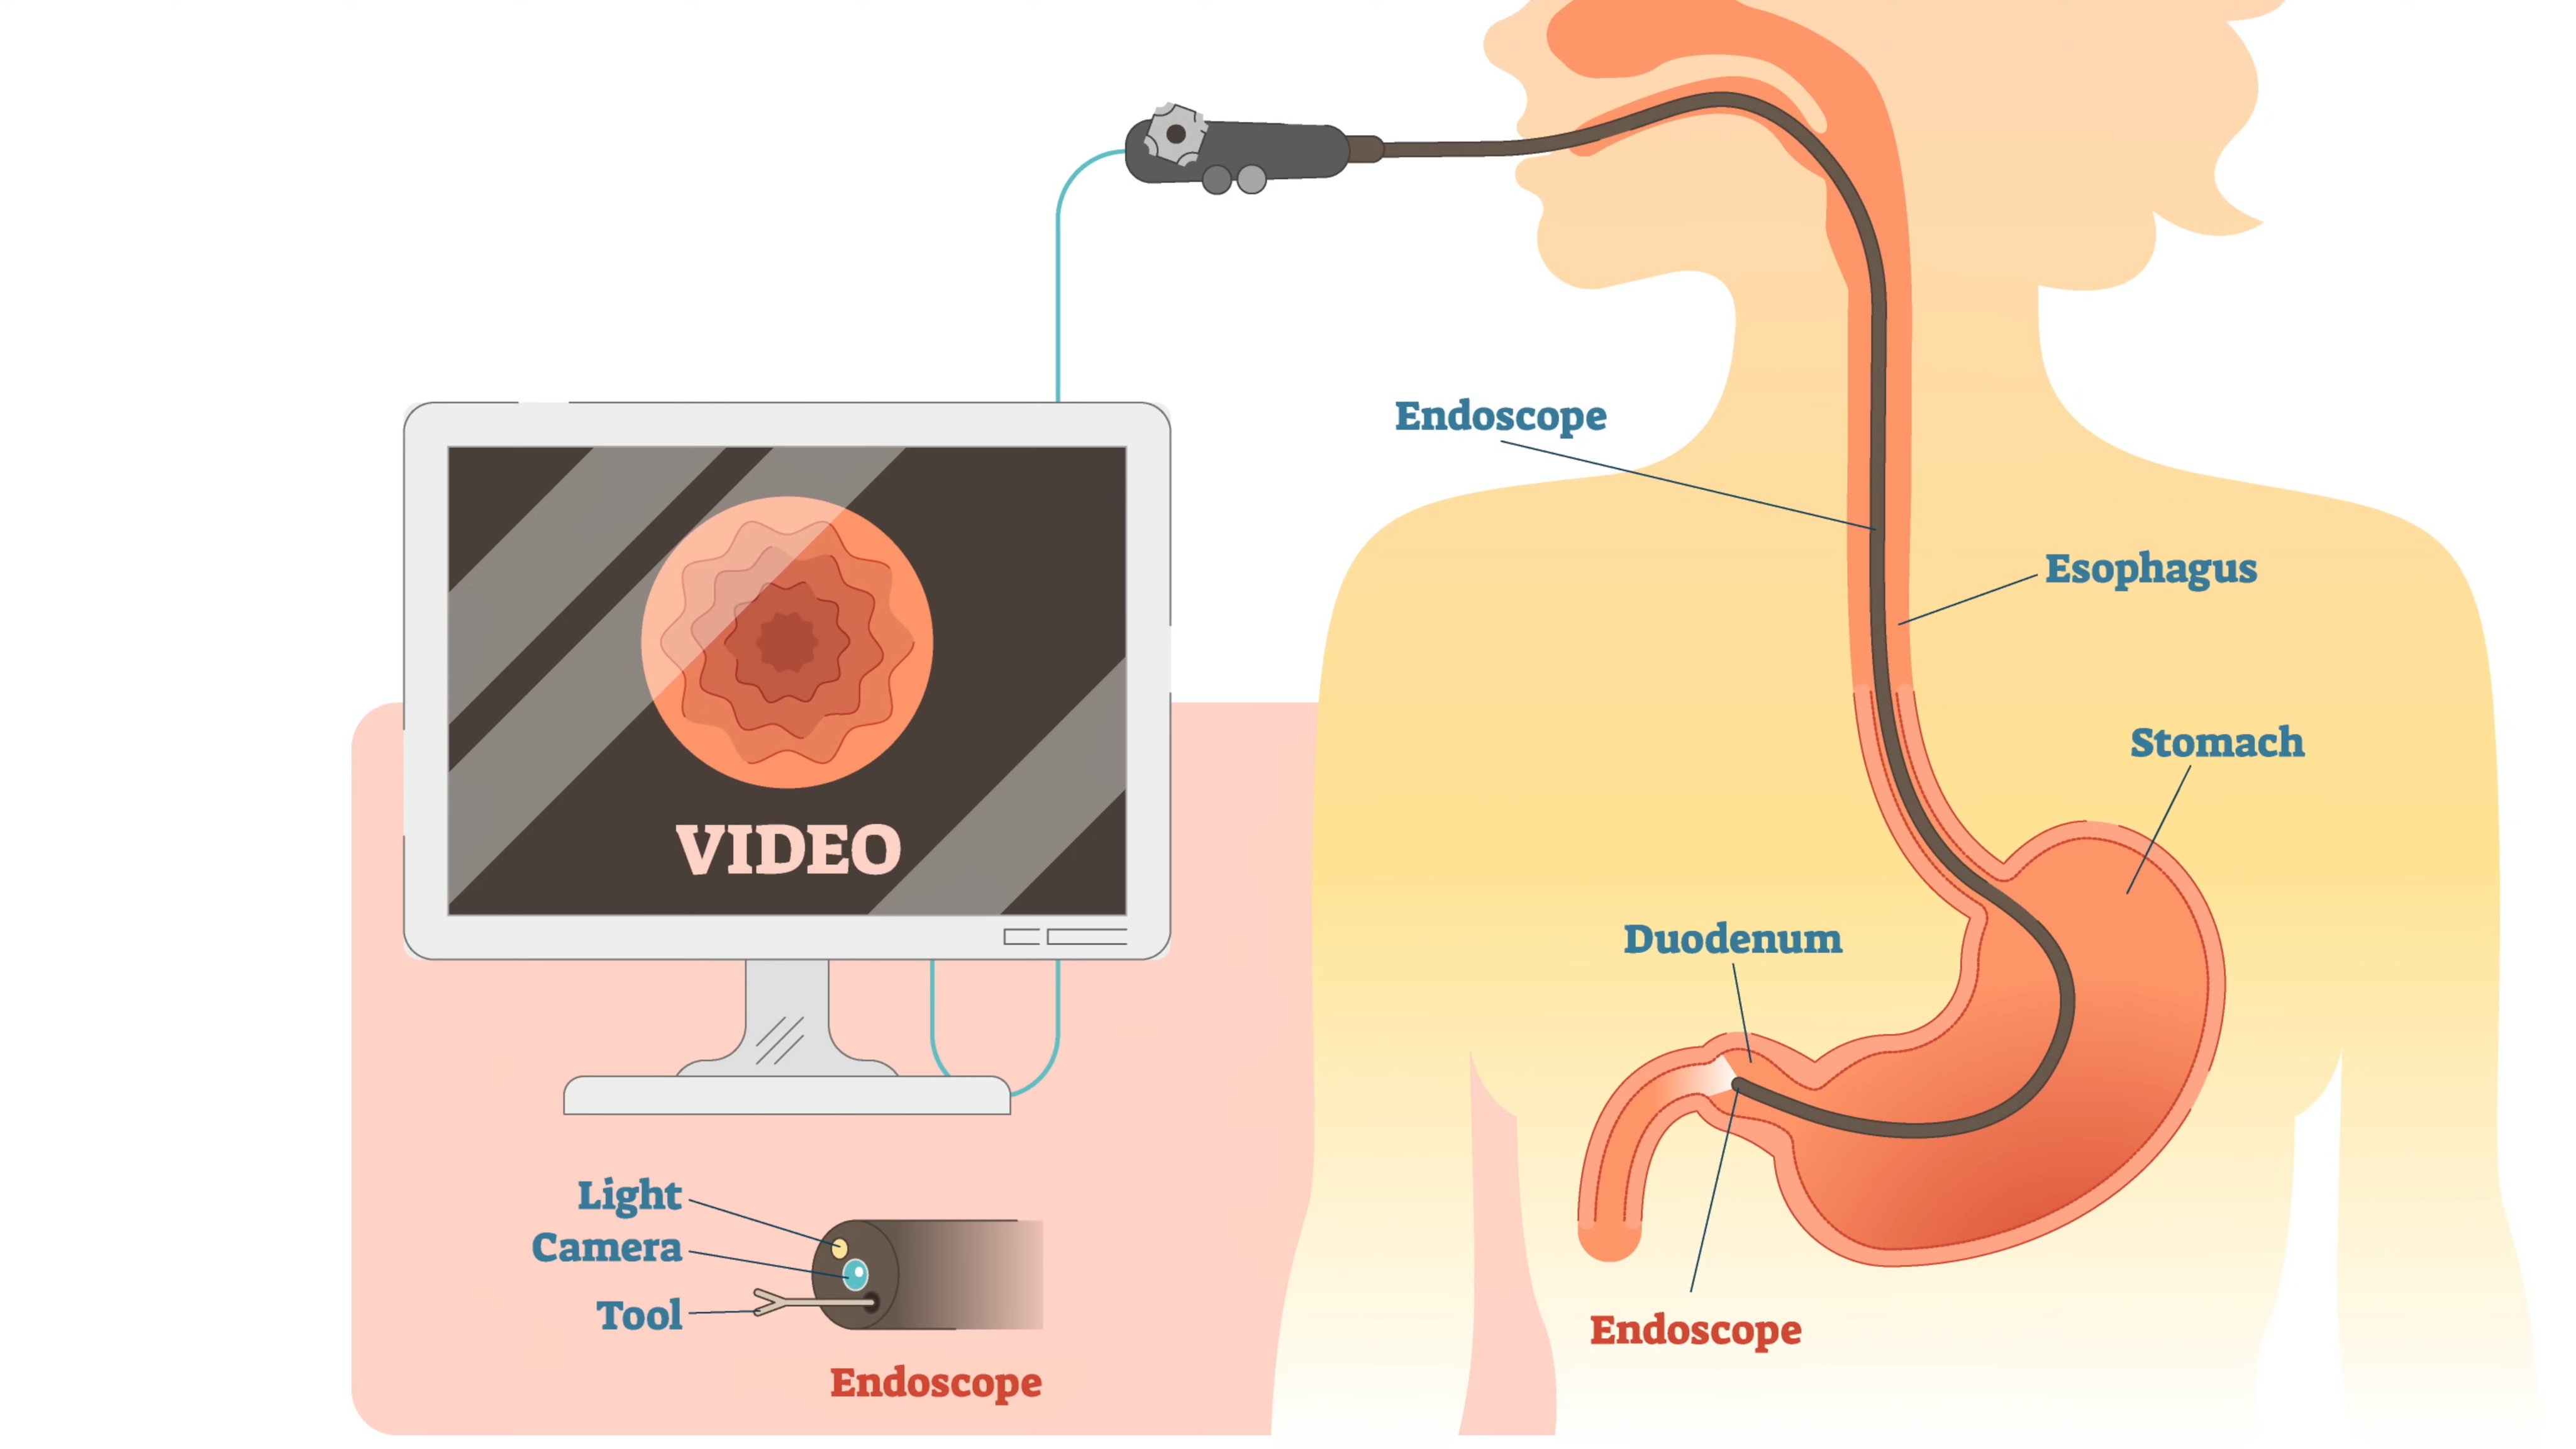 Endoscope
Esophagus
Stomach
VIDEO
Duodenum
Light
Camera
Tool
Endoscope
Endoscope